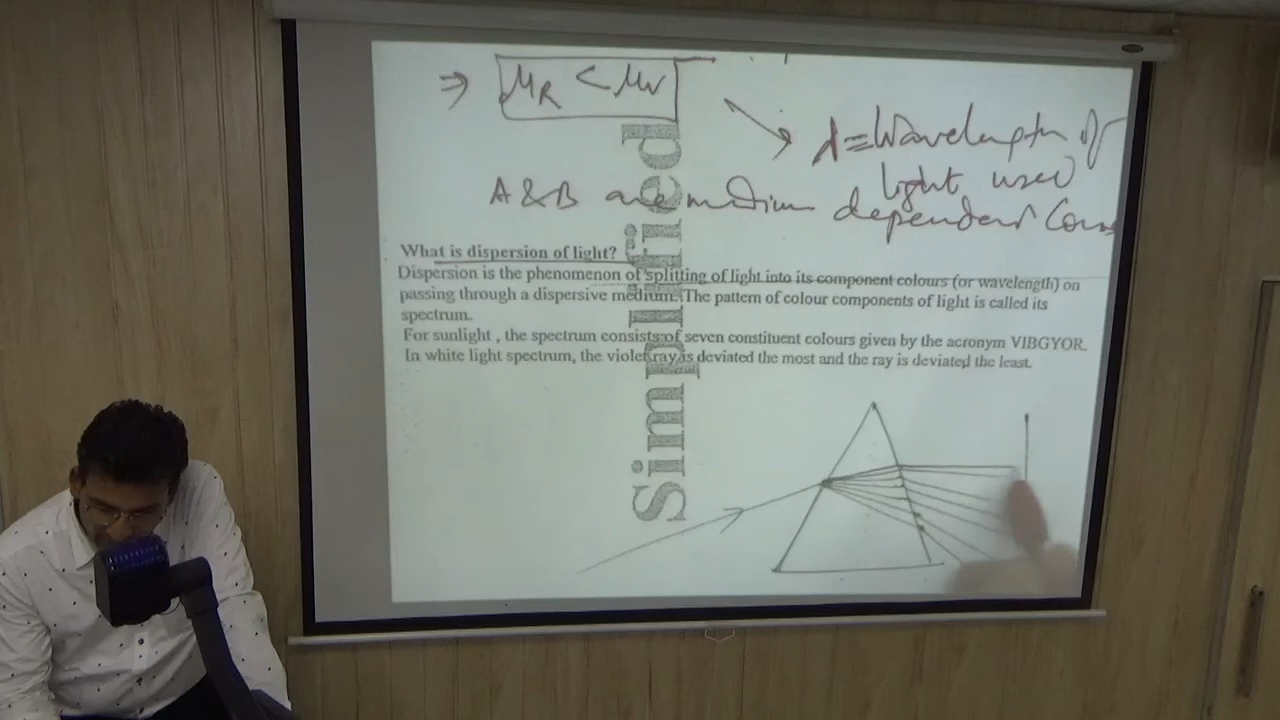 ⇒ μR < μV
λ = Wavelength of
light used
A & B are medium dependent Cons
What is dispersion of light?
Dispersion is the phenomenon of splitting of light into its component colours (or wavelength) on
passing through a dispersive medium. The pattern of colour components of light is called its
spectrum.
For sunlight , the spectrum consists of seven constituent colours given by the acronym VIBGYOR
In white light spectrum, the violet ray is deviated the most and the ray is deviated the least.
Simplified